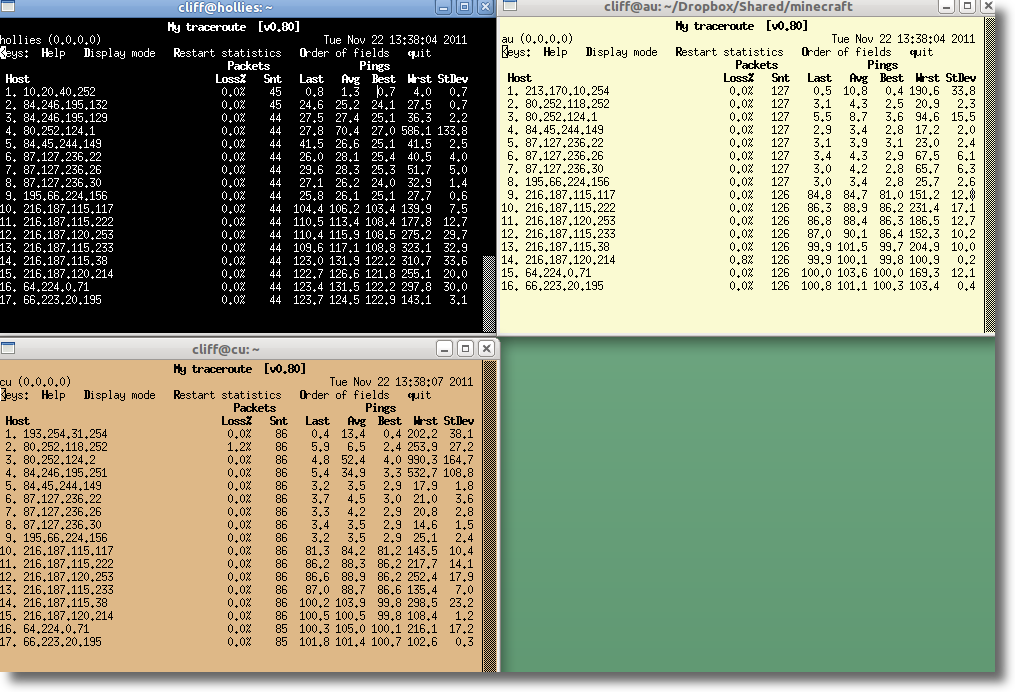 cliff@hollies: ~
My traceroute [v0.80]
hollies (0.0.0.0) Tue Nov 22 13:38:04 2011
Keys: Help Display mode Restart statistics Order of fields quit
Packets Pings
Host Loss% Snt Last Avg Best Wrst StDev
1. 10.20.40.252 0.0% 45 0.8 1.3 0.7 4.0 0.7
2. 84.246.195.132 0.0% 45 24.6 25.2 24.1 27.5 0.7
3. 84.246.195.129 0.0% 44 27.5 27.4 25.1 36.3 2.2
4. 80.252.124.1 0.0% 44 27.8 70.4 27.0 586.1 133.8
5. 84.45.244.149 0.0% 44 41.5 26.6 25.1 41.5 2.5
6. 87.127.236.22 0.0% 44 26.0 28.1 25.4 40.5 4.0
7. 87.127.236.26 0.0% 44 29.6 28.3 25.3 51.7 5.0
8. 87.127.236.30 0.0% 44 27.1 26.2 24.0 32.9 1.4
9. 195.66.224.156 0.0% 44 25.8 26.1 25.1 27.7 0.6
10. 216.187.115.117 0.0% 44 104.4 106.2 103.4 139.9 7.5
11. 216.187.115.222 0.0% 44 110.5 113.4 108.4 177.8 12.7
12. 216.187.120.253 0.0% 44 110.4 115.9 108.5 275.2 29.7
13. 216.187.115.233 0.0% 44 109.6 117.1 108.8 323.1 32.9
14. 216.187.115.38 0.0% 44 123.0 131.9 122.2 310.7 33.6
15. 216.187.120.214 0.0% 44 122.7 126.6 121.8 255.1 20.0
16. 64.224.0.71 0.0% 44 123.4 131.5 122.2 297.8 30.0
17. 66.223.20.195 0.0% 44 123.7 124.5 122.9 143.1 3.1
cliff@au: ~/Dropbox/Shared/minecraft
My traceroute [v0.80]
au (0.0.0.0) Tue Nov 22 13:38:04 2011
Keys: Help Display mode Restart statistics Order of fields quit
Packets Pings
Host Loss% Snt Last Avg Best Wrst StDev
1. 213.170.10.254 0.0% 127 0.5 10.8 0.4 190.6 33.8
2. 80.252.118.252 0.0% 127 3.1 4.3 2.5 20.9 2.3
3. 80.252.124.1 0.0% 127 5.5 8.7 3.6 94.6 15.5
4. 84.45.244.149 0.0% 127 2.9 3.4 2.8 17.2 2.0
5. 87.127.236.22 0.0% 127 3.1 3.9 3.1 23.0 2.4
6. 87.127.236.26 0.0% 127 3.4 4.3 2.9 67.5 6.1
7. 87.127.236.30 0.0% 127 3.0 4.2 2.8 65.7 6.3
8. 195.66.224.156 0.0% 127 3.0 3.4 2.8 25.7 2.6
9. 216.187.115.117 0.0% 126 84.8 84.7 81.0 151.2 12.8
10. 216.187.115.222 0.0% 126 86.3 88.9 86.2 231.4 17.1
11. 216.187.120.253 0.0% 126 86.8 88.4 86.3 186.5 12.7
12. 216.187.115.233 0.0% 126 87.0 90.1 86.4 152.3 10.2
13. 216.187.115.38 0.0% 126 99.9 101.5 99.7 204.9 10.0
14. 216.187.120.214 0.8% 126 99.9 100.1 99.8 100.9 0.2
15. 64.224.0.71 0.0% 126 100.0 103.6 100.0 169.3 12.1
16. 66.223.20.195 0.0% 126 100.8 101.1 100.3 103.4 0.4
cliff@cu: ~
My traceroute [v0.80]
cu (0.0.0.0) Tue Nov 22 13:38:07 2011
Keys: Help Display mode Restart statistics Order of fields quit
Packets Pings
Host Loss% Snt Last Avg Best Wrst StDev
1. 193.254.31.254 0.0% 86 0.4 13.4 0.4 202.2 38.1
2. 80.252.118.252 1.2% 86 5.9 6.5 2.4 253.9 27.2
3. 80.252.124.2 0.0% 86 4.8 52.4 4.0 990.3 164.7
4. 84.246.195.251 0.0% 86 5.4 34.9 3.3 532.7 108.8
5. 84.45.244.149 0.0% 86 3.2 3.5 2.9 17.9 1.8
6. 87.127.236.22 0.0% 86 3.7 4.5 3.0 21.0 3.6
7. 87.127.236.26 0.0% 86 3.3 4.2 2.9 20.8 2.8
8. 87.127.236.30 0.0% 86 3.4 3.5 2.9 14.6 1.5
9. 195.66.224.156 0.0% 86 3.2 3.5 2.9 25.1 2.4
10. 216.187.115.117 0.0% 86 81.3 84.2 81.2 143.5 10.4
11. 216.187.115.222 0.0% 86 86.2 88.3 86.2 217.7 14.1
12. 216.187.120.253 0.0% 86 86.6 88.9 86.2 252.4 17.9
13. 216.187.115.233 0.0% 86 87.0 88.7 86.6 135.4 7.0
14. 216.187.115.38 0.0% 86 100.2 103.9 99.8 298.5 23.2
15. 216.187.120.214 0.0% 86 100.5 100.5 99.8 108.4 1.2
16. 64.224.0.71 0.0% 85 100.3 105.0 100.1 216.1 17.2
17. 66.223.20.195 0.0% 85 101.8 101.4 100.7 102.6 0.3